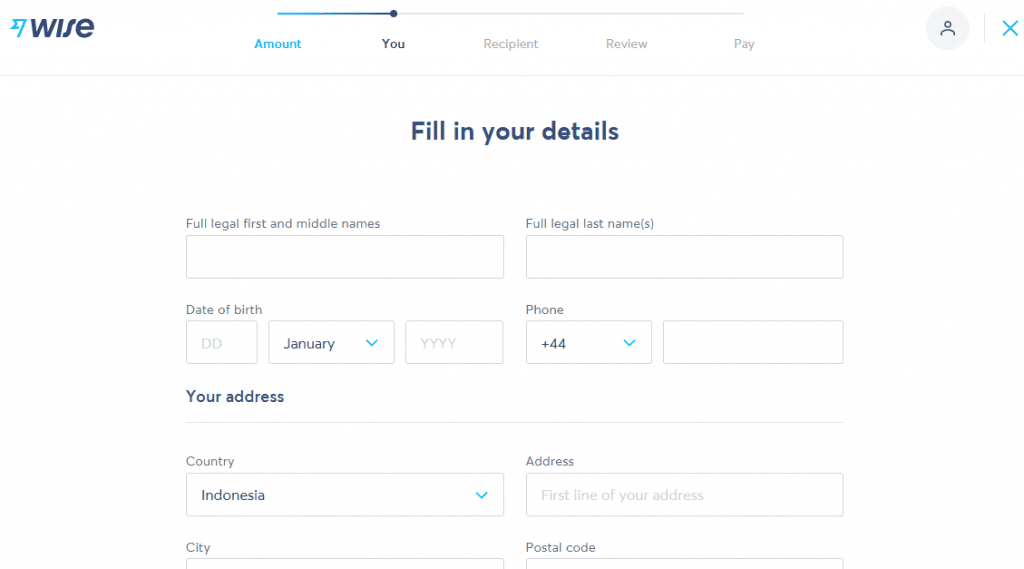 WISE
Amount You Recipient Review Pay
Fill in your details
Full legal first and middle names Full legal last name(s)
Date of birth Phone
DD January YYYY +44
Your address
Country Address
Indonesia First line of your address
City Postal code